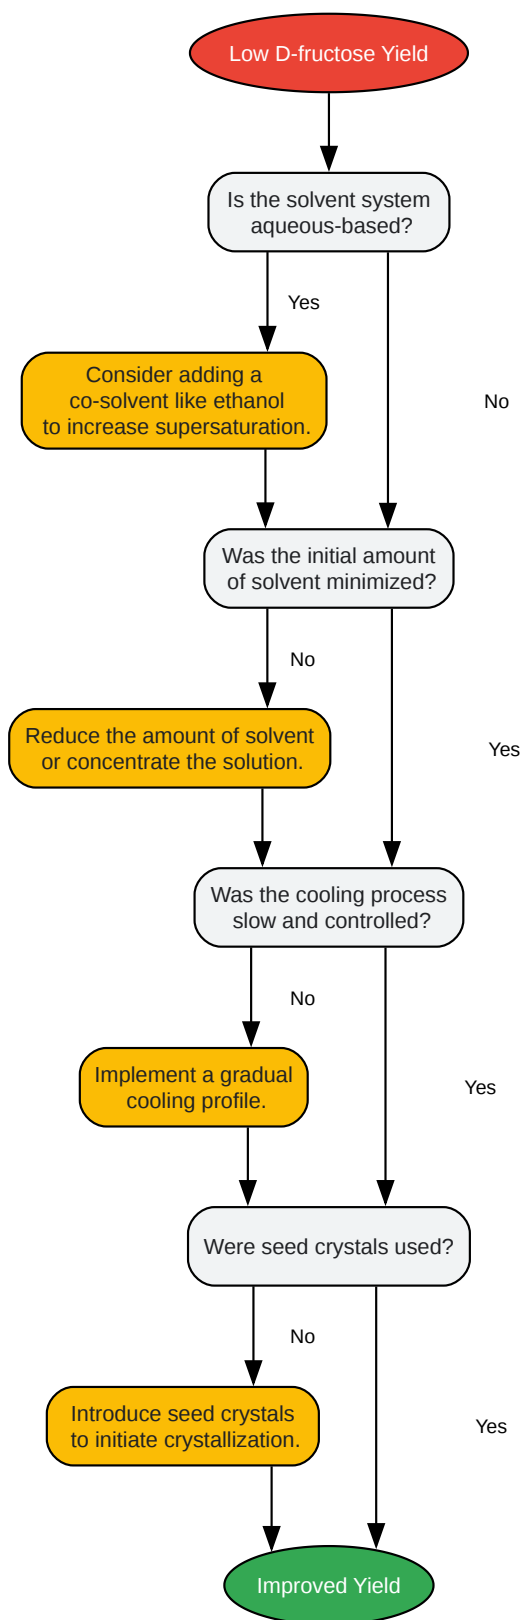 Low D-fructose Yield
Is the solvent system
aqueous-based?
Yes
Consider adding a
co-solvent like ethanol
to increase supersaturation.
No
Was the initial amount
of solvent minimized?
No
Reduce the amount of solvent
or concentrate the solution.
Yes
Was the cooling process
slow and controlled?
No
Implement a gradual
cooling profile.
Yes
Were seed crystals used?
No
Introduce seed crystals
to initiate crystallization.
Yes
Improved Yield